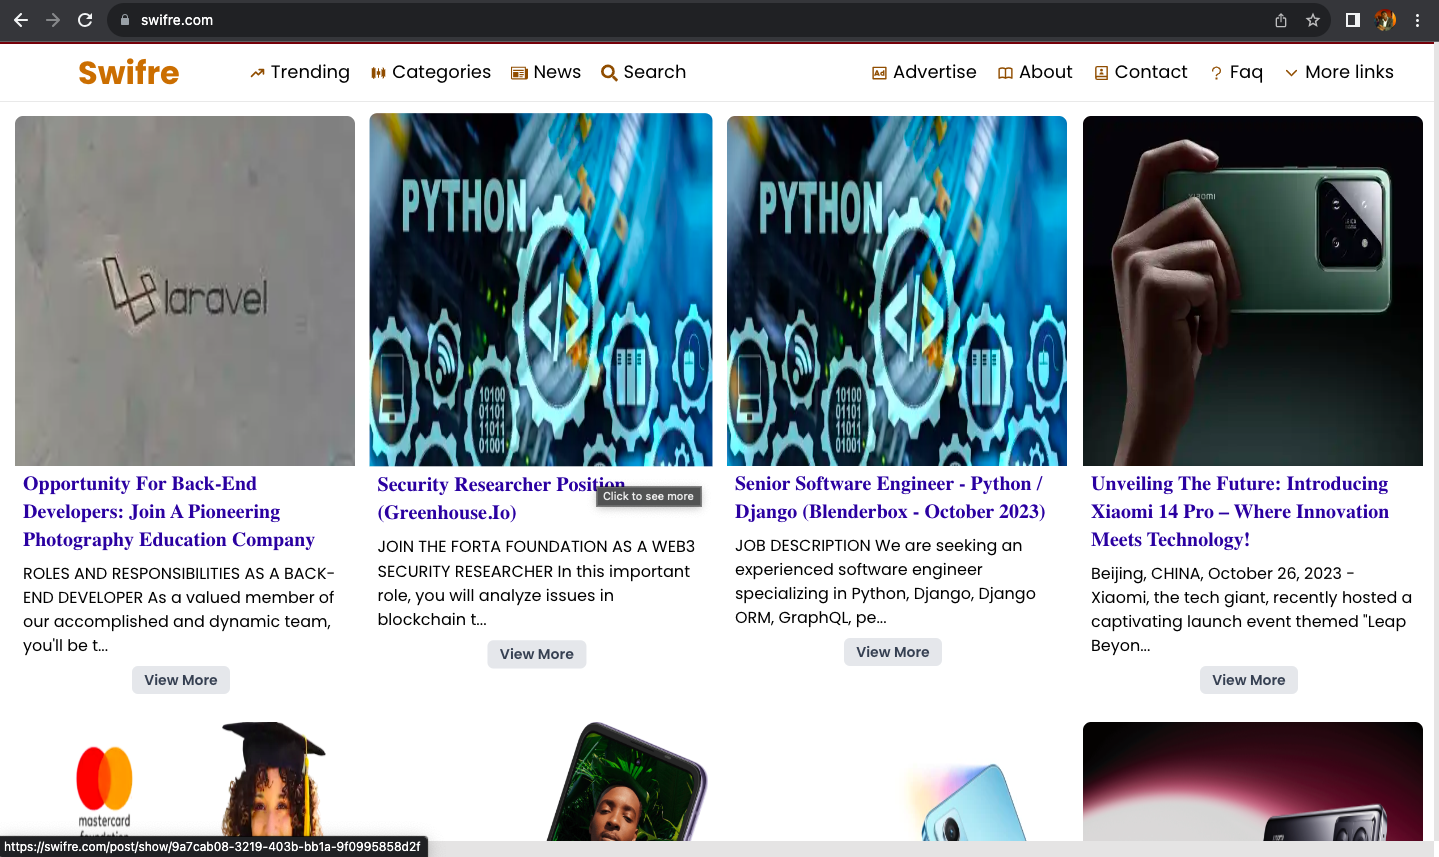 swifre.com
Swifre
Trending
Categories
News
Search
Advertise
About
Contact
Faq
More links
laravel
PYTHON
</>
10100
01101
11011
01001
PYTHON
</>
10100
01101
11011
01001
xiaomi
Opportunity For Back-End
Developers: Join A Pioneering
Photography Education Company
ROLES AND RESPONSIBILITIES AS A BACK-
END DEVELOPER As a valued member of
our accomplished and dynamic team,
you'll be t...
View More
Security Researcher Position
(Greenhouse.Io)
Click to see more
JOIN THE FORTA FOUNDATION AS A WEB3
SECURITY RESEARCHER In this important
role, you will analyze issues in
blockchain t...
View More
Senior Software Engineer - Python /
Django (Blenderbox - October 2023)
JOB DESCRIPTION We are seeking an
experienced software engineer
specializing in Python, Django, Django
ORM, GraphQL, pe...
View More
Unveiling The Future: Introducing
Xiaomi 14 Pro – Where Innovation
Meets Technology!
Beijing, CHINA, October 26, 2023 -
Xiaomi, the tech giant, recently hosted a
captivating launch event themed "Leap
Beyon...
View More
mastercard
foundation
https://swifre.com/post/show/9a7cab08-3219-403b-bb1a-9f0995858d2f